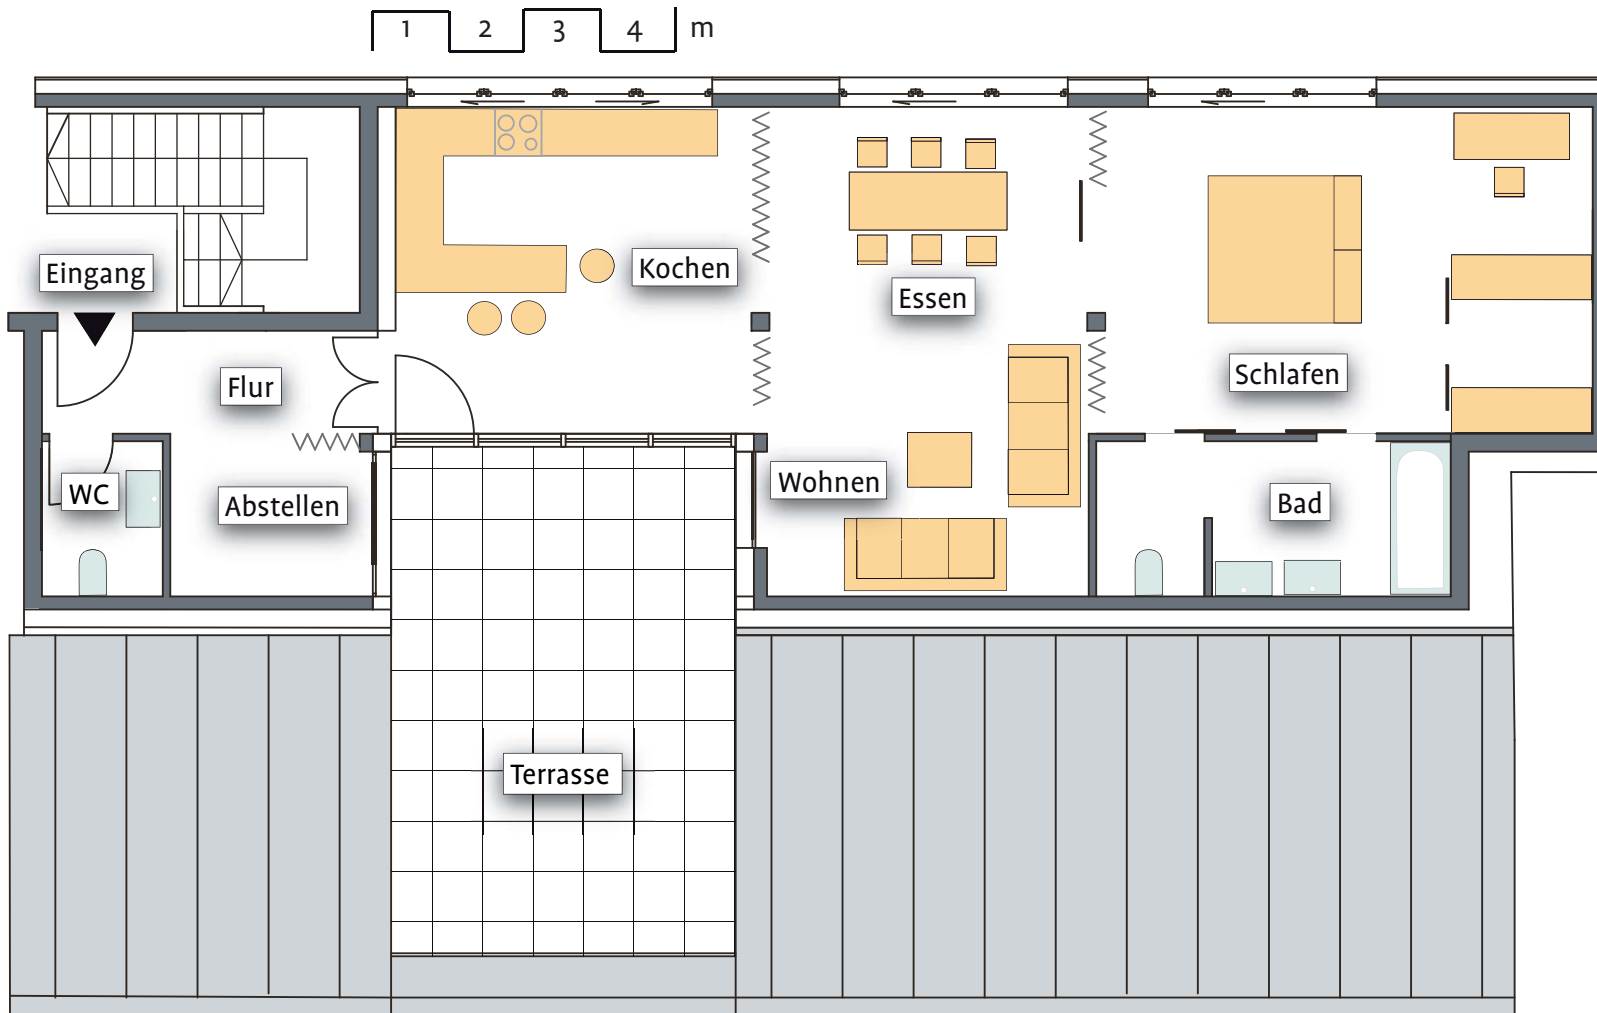 1 2 3 4 m
Eingang
Kochen
Essen
Flur
Schlafen
WC
Abstellen
Wohnen
Bad
Terrasse